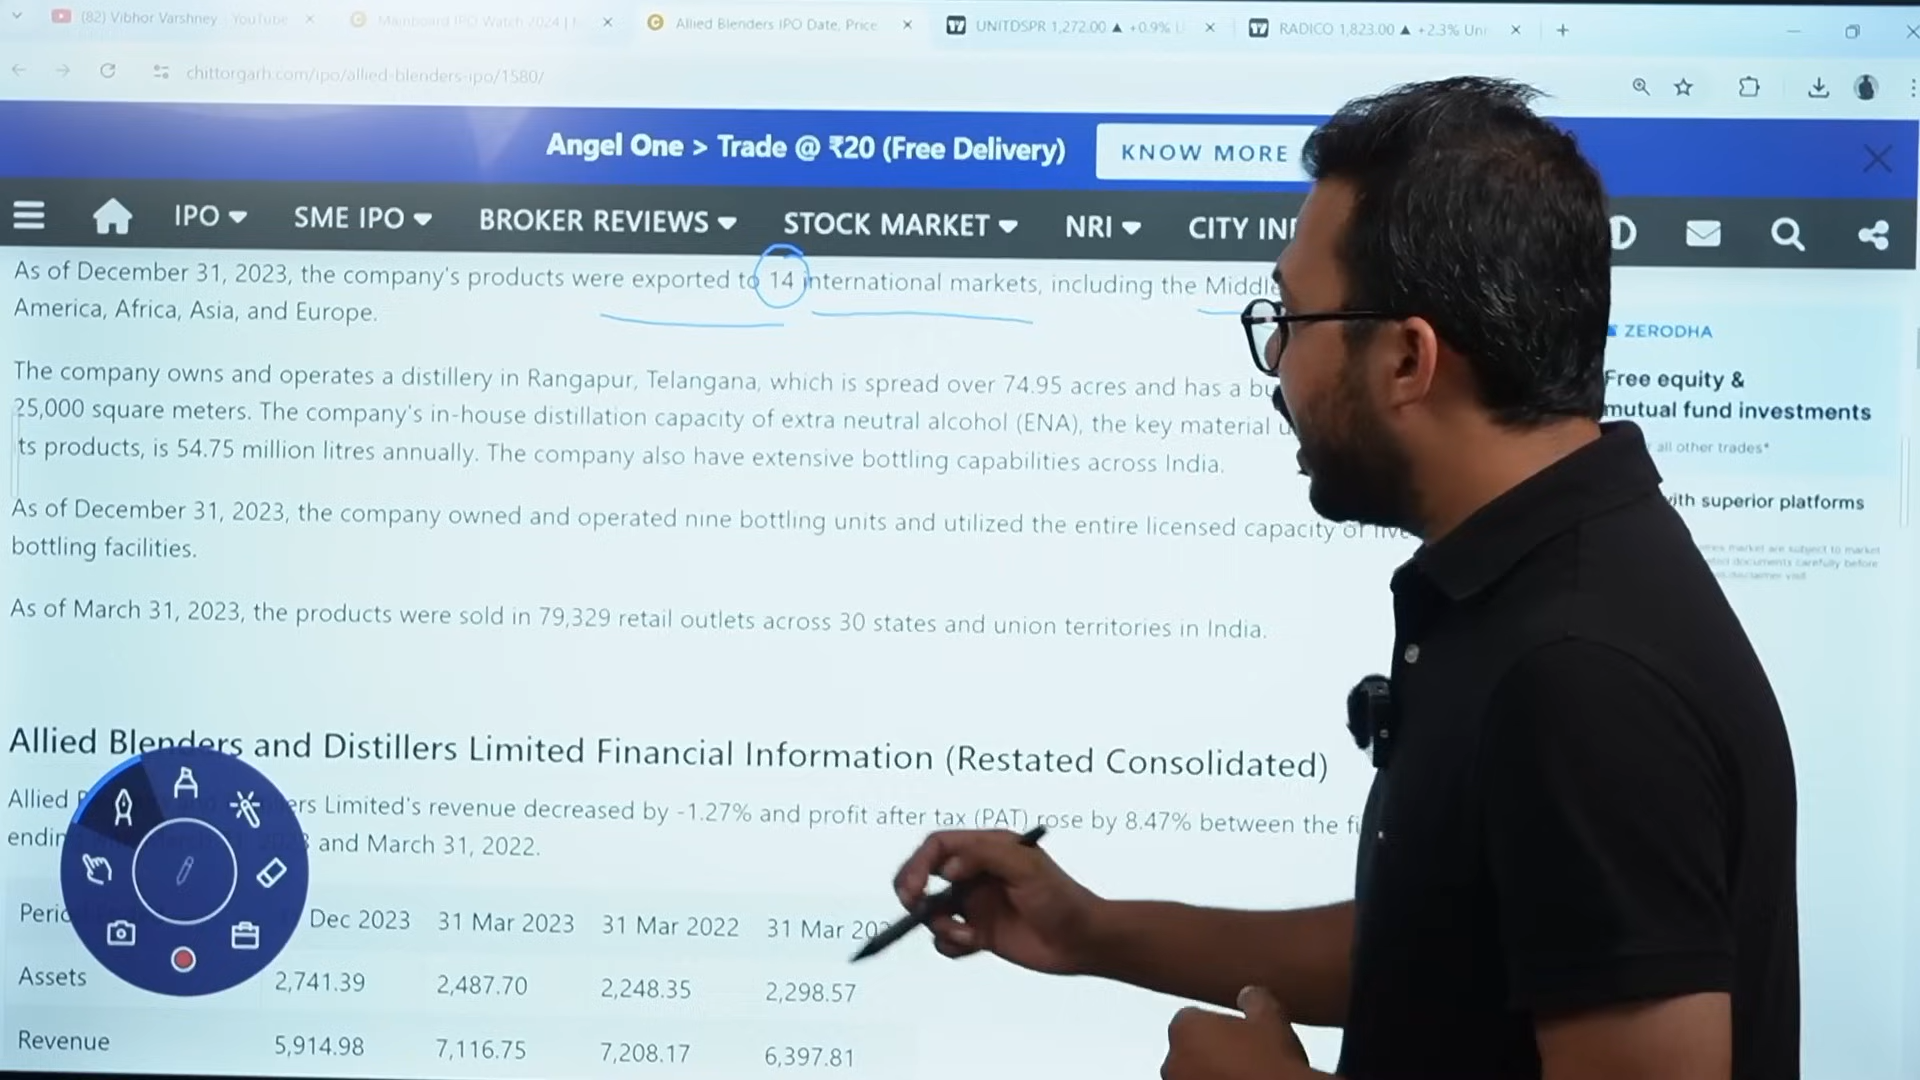 (82) Vibhor Varshney - YouTube
Mainboard IPO Watch 2024 |
Allied Blenders IPO Date, Price
UNITDSPR 1,272.00 ▲ +0.9%
RADICO 1,823.00 ▲ +2.3% Un
chittorgarh.com/ipo/allied-blenders-ipo/1580/
Angel One > Trade @ ₹20 (Free Delivery)
KNOW MORE
IPO
SME IPO
BROKER REVIEWS
STOCK MARKET
NRI
CITY
As of December 31, 2023, the company's products were exported to 14 international markets, including the Middle
America, Africa, Asia, and Europe.
The company owns and operates a distillery in Rangapur, Telangana, which is spread over 74.95 acres and has a
25,000 square meters. The company's in-house distillation capacity of extra neutral alcohol (ENA), the key material
ts products, is 54.75 million litres annually. The company also have extensive bottling capabilities across India.
As of December 31, 2023, the company owned and operated nine bottling units and utilized the entire licensed capacity of five
bottling facilities.
As of March 31, 2023, the products were sold in 79,329 retail outlets across 30 states and union territories in India.
Allied Blenders and Distillers Limited Financial Information (Restated Consolidated)
Allied ers Limited's revenue decreased by -1.27% and profit after tax (PAT) rose by 8.47% between the
endin and March 31, 2022.
Peri Dec 2023 31 Mar 2023 31 Mar 2022 31 Mar
Assets 2,741.39 2,487.70 2,248.35 2,298.57
Revenue 5,914.98 7,116.75 7,208.17 6,397.81
ZERODHA
Free equity &
mutual fund investments
all other trades*
with superior platforms